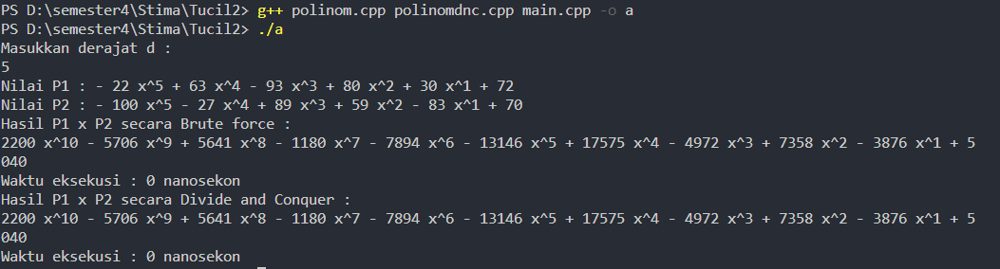 PS D:\semester4\Stima\Tucil2> g++ polinom.cpp polinomdnc.cpp main.cpp -o a
PS D:\semester4\Stima\Tucil2> ./a
Masukkan derajat d :
5
Nilai P1 : - 22 x^5 + 63 x^4 - 93 x^3 + 80 x^2 + 30 x^1 + 72
Nilai P2 : - 100 x^5 - 27 x^4 + 89 x^3 + 59 x^2 - 83 x^1 + 70
Hasil P1 x P2 secara Brute force :
2200 x^10 - 5706 x^9 + 5641 x^8 - 1180 x^7 - 7894 x^6 - 13146 x^5 + 17575 x^4 - 4972 x^3 + 7358 x^2 - 3876 x^1 + 5
040
Waktu eksekusi : 0 nanosekon
Hasil P1 x P2 secara Divide and Conquer :
2200 x^10 - 5706 x^9 + 5641 x^8 - 1180 x^7 - 7894 x^6 - 13146 x^5 + 17575 x^4 - 4972 x^3 + 7358 x^2 - 3876 x^1 + 5
040
Waktu eksekusi : 0 nanosekon